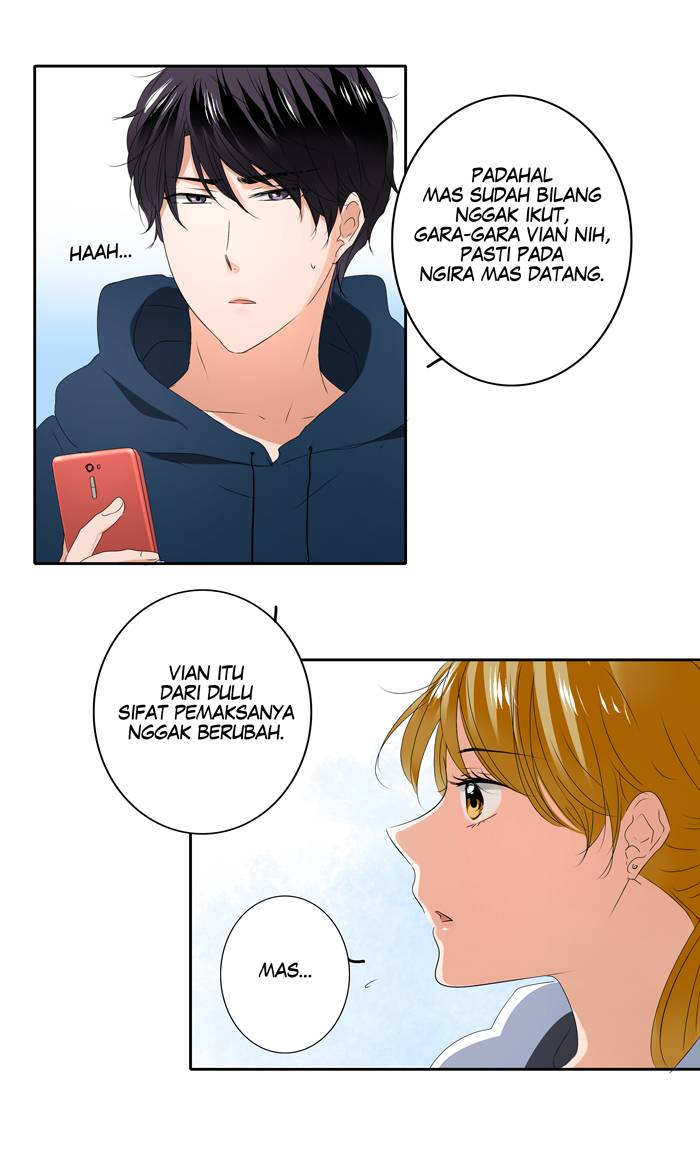 HAAH...
PADAHAL
MAS SUDAH BILANG
NGGAK IKUT,
GARA-GARA VIAN NIH,
PASTI PADA
NGIRA MAS DATANG.
VIAN ITU
DARI DULU
SIFAT PEMAKSANYA
NGGAK BERUBAH.
MAS...